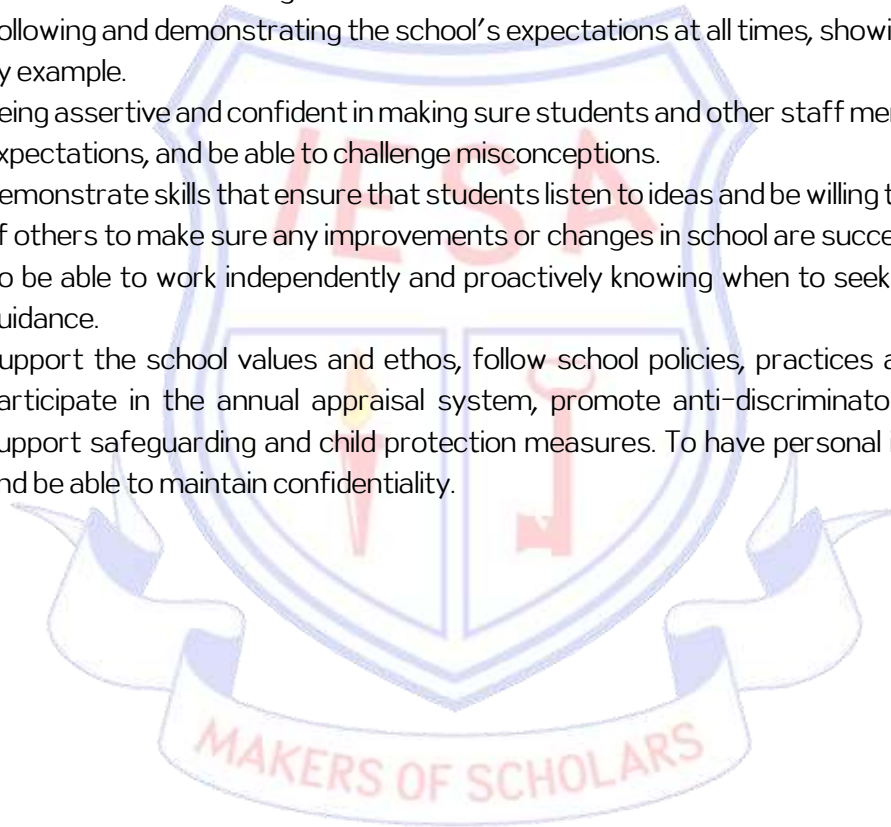 ollowing and demonstrating the school's expectations at all times, showi
y example.
eing assertive and confident in making sure students and other staff
xpectations, and be able to challenge misconceptions.
emonstrate skills that ensure that students listen to ideas and be willing t
f others to make sure any improvements or changes in school are succe
o be able to work independently and proactively knowing when to seek
uidance.
upport the school values and ethos, follow school policies, practices a
articipate in the annual appraisal system, promote anti-discriminato
upport safeguarding and child protection measures. To have personal i
nd be able to maintain confidentiality.
IESA
MAKERS OF SCHOLARS